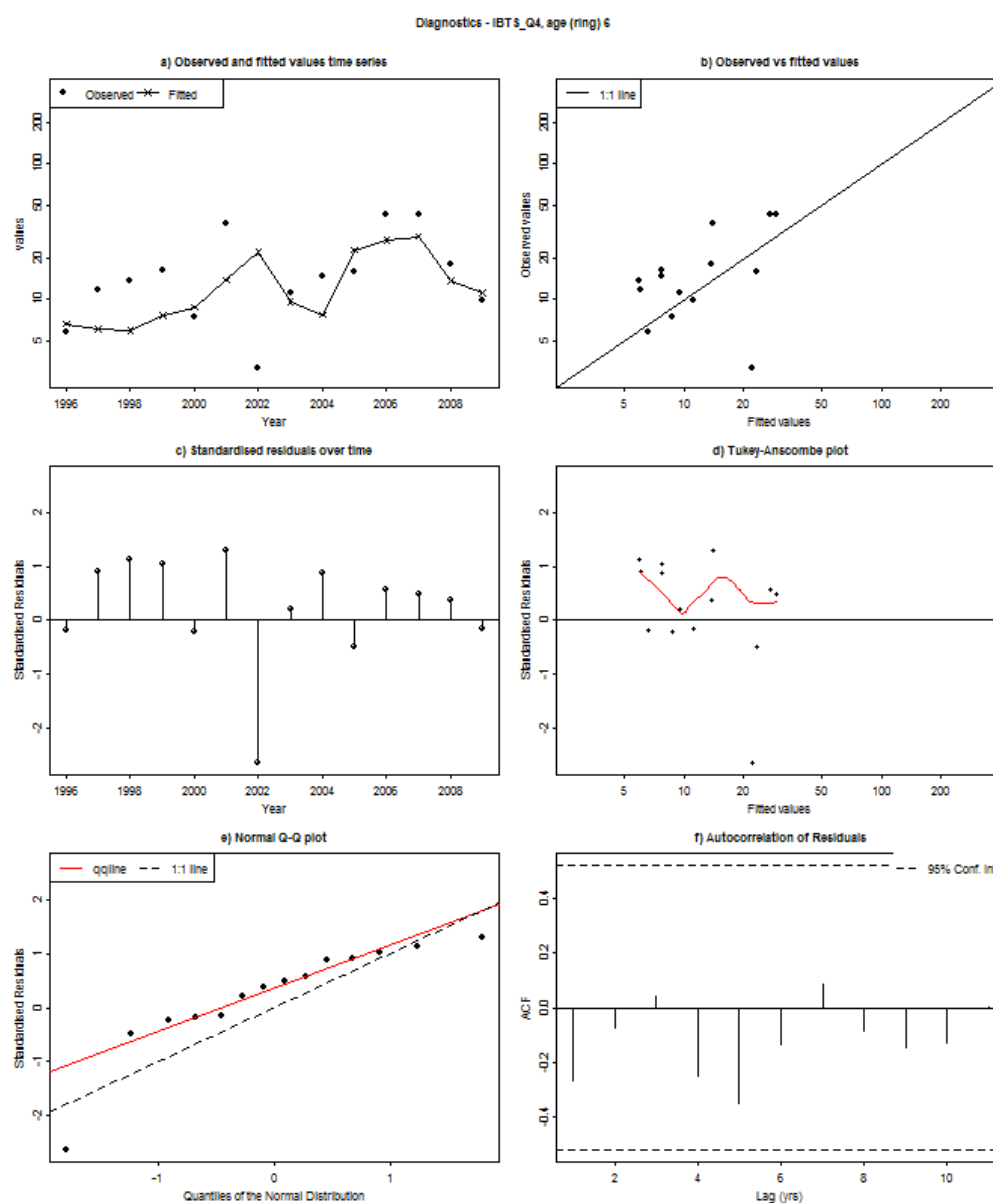 Diagnostics - IBTS_Q4, age (ring) 6
a) Observed and fitted values time series
Observed Fitted
values
5 10 20 50 100 200
1996 1998 2000 2002 2004 2006 2008
Year
b) Observed vs fitted values
1:1 line
Observed values
5 10 20 50 100 200
5 10 20 50 100 200
Fitted values
c) Standardised residuals over time
Standardised Residuals
-2 -1 0 1 2
1996 1998 2000 2002 2004 2006 2008
Year
d) Tukey-Anscombe plot
Standardised Residuals
-2 -1 0 1 2
5 10 20 50 100 200
Fitted values
e) Normal Q-Q plot
qqline 1:1 line
Standardised Residuals
-2 -1 0 1 2
-1 0 1
Quantiles of the Normal Distribution
f) Autocorrelation of Residuals
95% Conf. In
ACF
-0.4 -0.2 0.0 0.2 0.4
2 4 6 8 10
Lag (yrs)